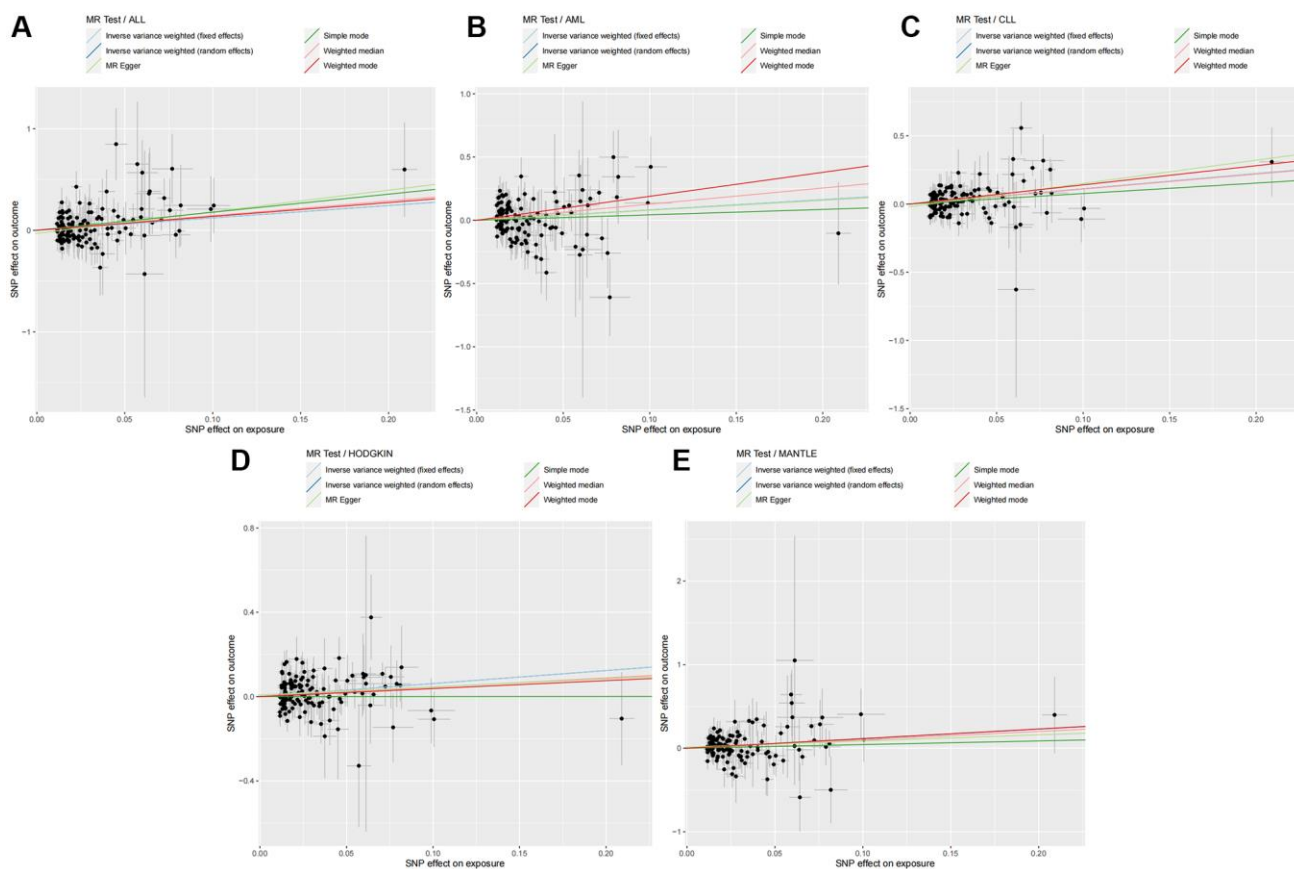 A
MR Test / ALL
Inverse variance weighted (fixed effects)
Simple mode
Inverse variance weighted (random effects)
Weighted median
MR Egger
Weighted mode
SNP effect on outcome
1
0
−1
0.00
0.05
0.10
0.15
0.20
SNP effect on exposure
B
MR Test / AML
Inverse variance weighted (fixed effects)
Simple mode
Inverse variance weighted (random effects)
Weighted median
MR Egger
Weighted mode
SNP effect on outcome
1.0
0.5
0.0
−0.5
−1.0
−1.5
0.00
0.05
0.10
0.15
0.20
SNP effect on exposure
C
MR Test / CLL
Inverse variance weighted (fixed effects)
Simple mode
Inverse variance weighted (random effects)
Weighted median
MR Egger
Weighted mode
SNP effect on outcome
0.5
0.0
−0.5
−1.0
−1.5
0.00
0.05
0.10
0.15
0.20
SNP effect on exposure
D
MR Test / HODGKIN
Inverse variance weighted (fixed effects)
Simple mode
Inverse variance weighted (random effects)
Weighted median
MR Egger
Weighted mode
SNP effect on outcome
0.8
0.4
0.0
−0.4
0.00
0.05
0.10
0.15
0.20
SNP effect on exposure
E
MR Test / MANTLE
Inverse variance weighted (fixed effects)
Simple mode
Inverse variance weighted (random effects)
Weighted median
MR Egger
Weighted mode
SNP effect on outcome
2
1
0
−1
0.00
0.05
0.10
0.15
0.20
SNP effect on exposure